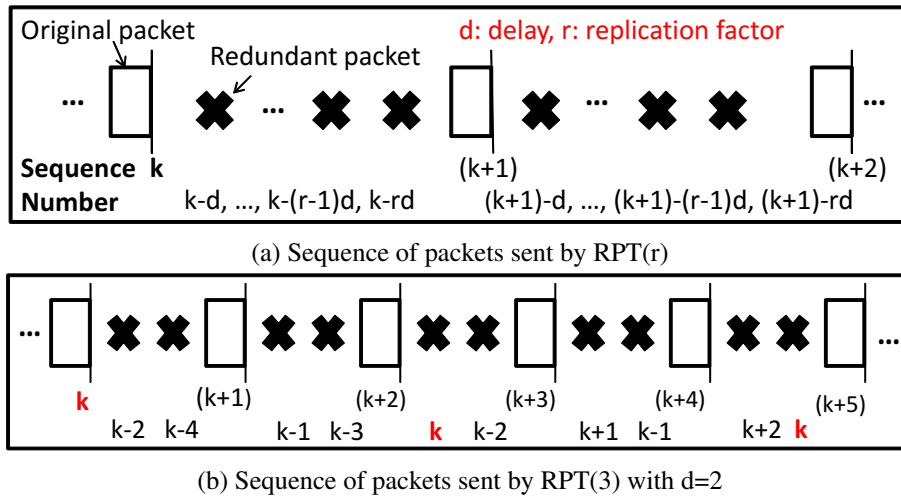 Original packet
d: delay, r: replication factor
Redundant packet
... ... ... ...
Sequence k (k+1) (k+2)
Number k-d, ..., k-(r-1)d, k-rd (k+1)-d, ..., (k+1)-(r-1)d, (k+1)-rd
(a) Sequence of packets sent by RPT(r)
... ...
k (k+1) (k+2) (k+3) (k+4) (k+5)
k-2 k-4 k-1 k-3 k k-2 k+1 k-1 k+2 k
(b) Sequence of packets sent by RPT(3) with d=2